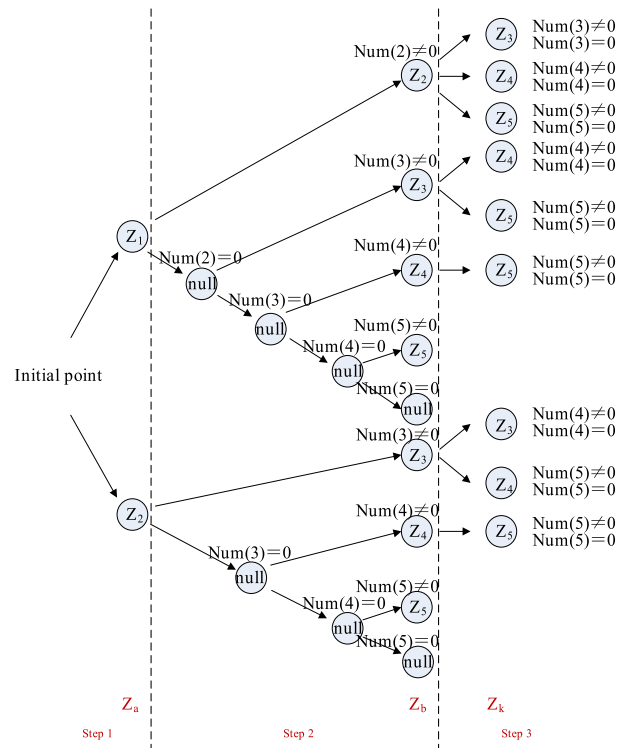 Num(3)≠0
Z3
Num(3)=0
Num(2)≠0
Z2
Num(4)≠0
Z4
Num(4)=0
Num(5)≠0
Z5
Num(5)=0
Num(4)≠0
Z4
Num(4)=0
Num(3)≠0
Z3
Num(5)≠0
Z5
Num(5)=0
Z1
Num(2)=0
null
Num(4)≠0
Z4
Z5
Num(5)≠0
Num(5)=0
Num(3)=0
null
Num(5)≠0
Z5
Num(4)=0
null
Initial point
Num(5)=0
null
Num(4)≠0
Z3
Num(4)=0
Num(3)≠0
Z3
Num(5)≠0
Z4
Num(5)=0
Z2
Num(4)≠0
Z4
Z5
Num(5)≠0
Num(5)=0
Num(3)=0
null
Num(5)≠0
Z5
Num(4)=0
null
Num(5)=0
null
Za Zb Zk
Step 1 Step 2 Step 3